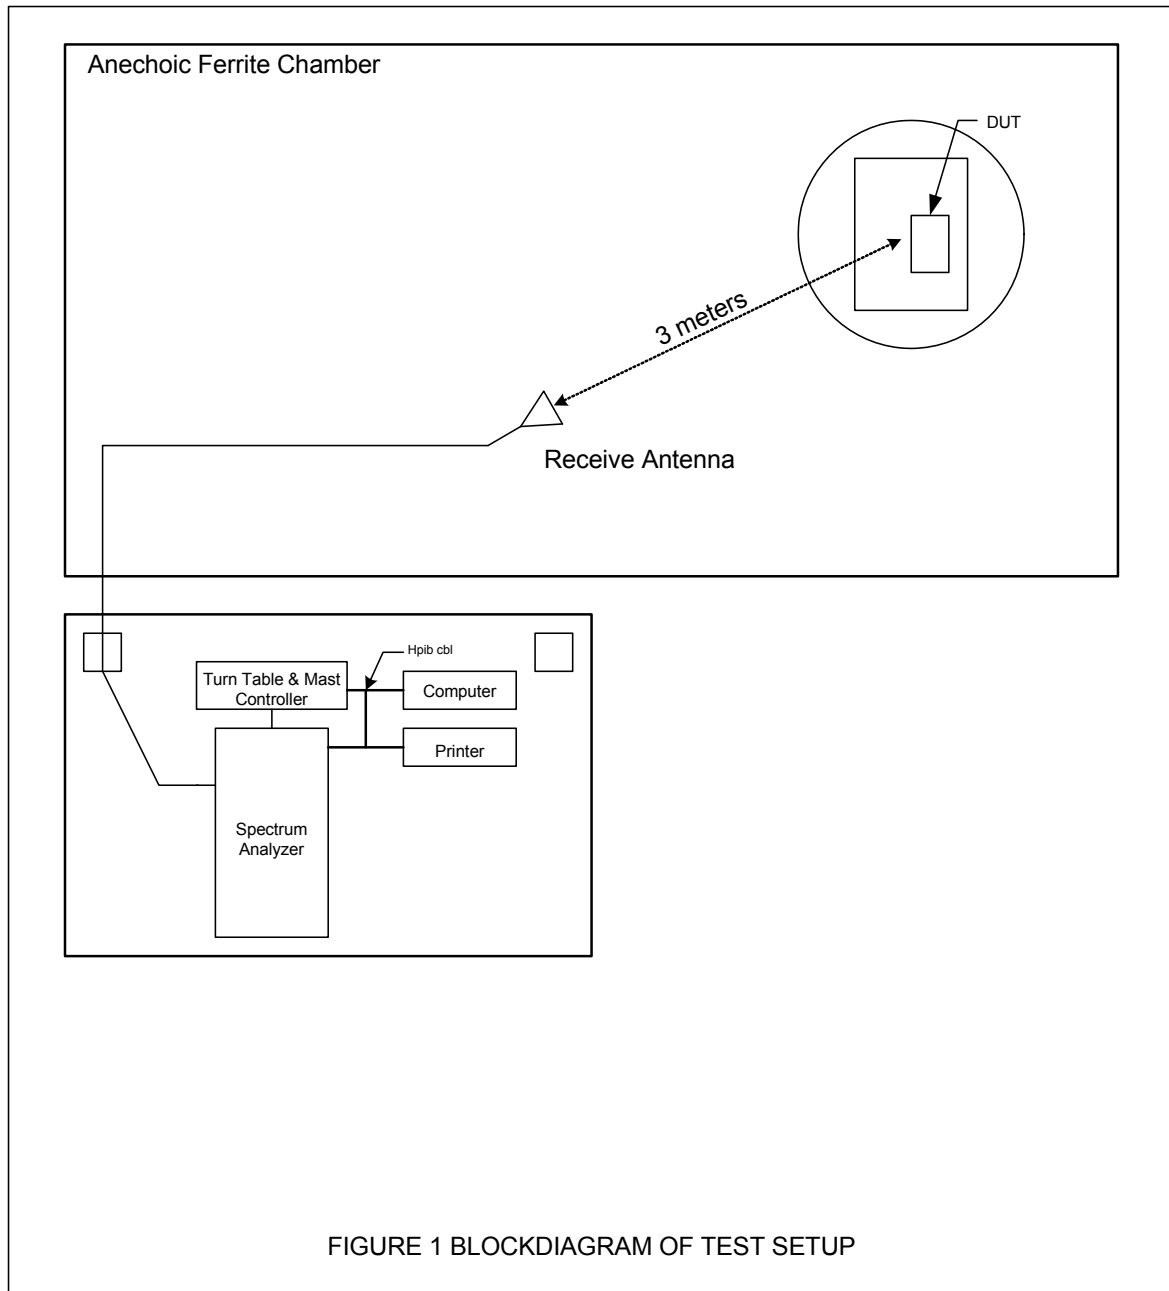 Anechoic Ferrite Chamber
DUT
3 meters
Receive Antenna
Hpib cbl
Turn Table & Mast
Controller
Computer
Printer
Spectrum
Analyzer
FIGURE 1 BLOCKDIAGRAM OF TEST SETUP